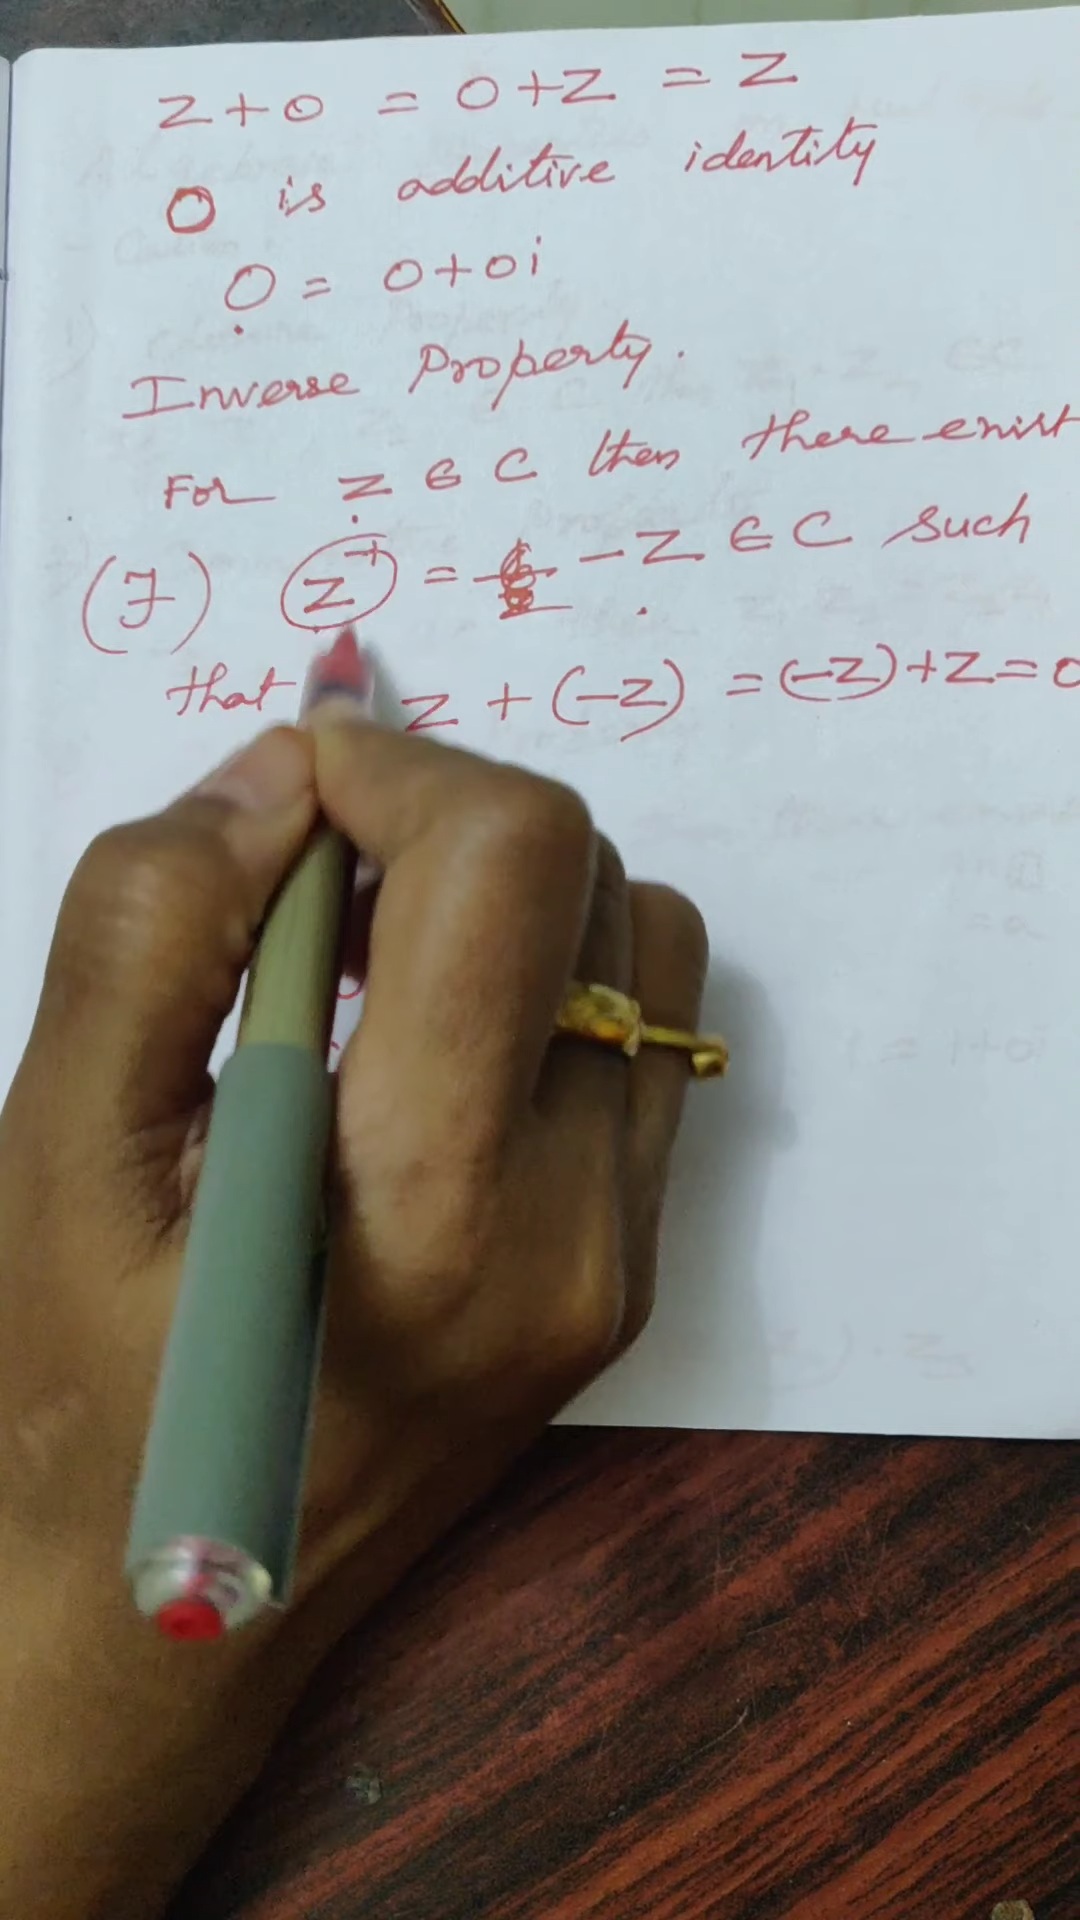 z + 0 = 0 + z = z
0 is additive identity
0 = 0 + 0i
Inverse Property.
For z ∈ C then there exist
(∃) z⁻¹ = -z ∈ C such
that z + (-z) = (-z) + z = 0